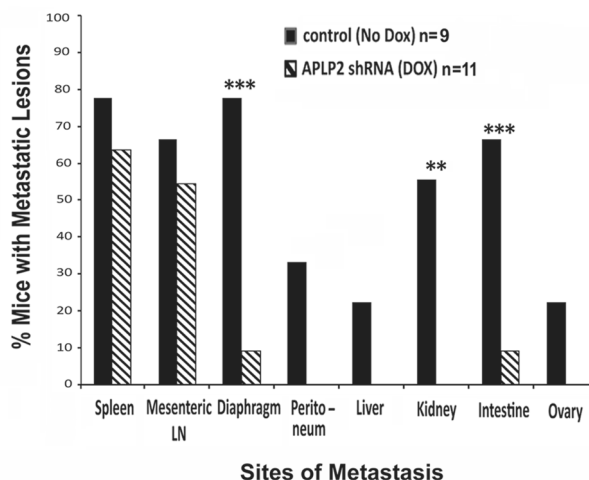 % Mice with Metastatic Lesions
100
90
80
70
60
50
40
30
20
10
0
control (No Dox) n=9
APLP2 shRNA (DOX) n=11
***
**
***
Spleen Mesenteric Diaphragm Perito – Liver Kidney Intestine Ovary
LN neum
Sites of Metastasis